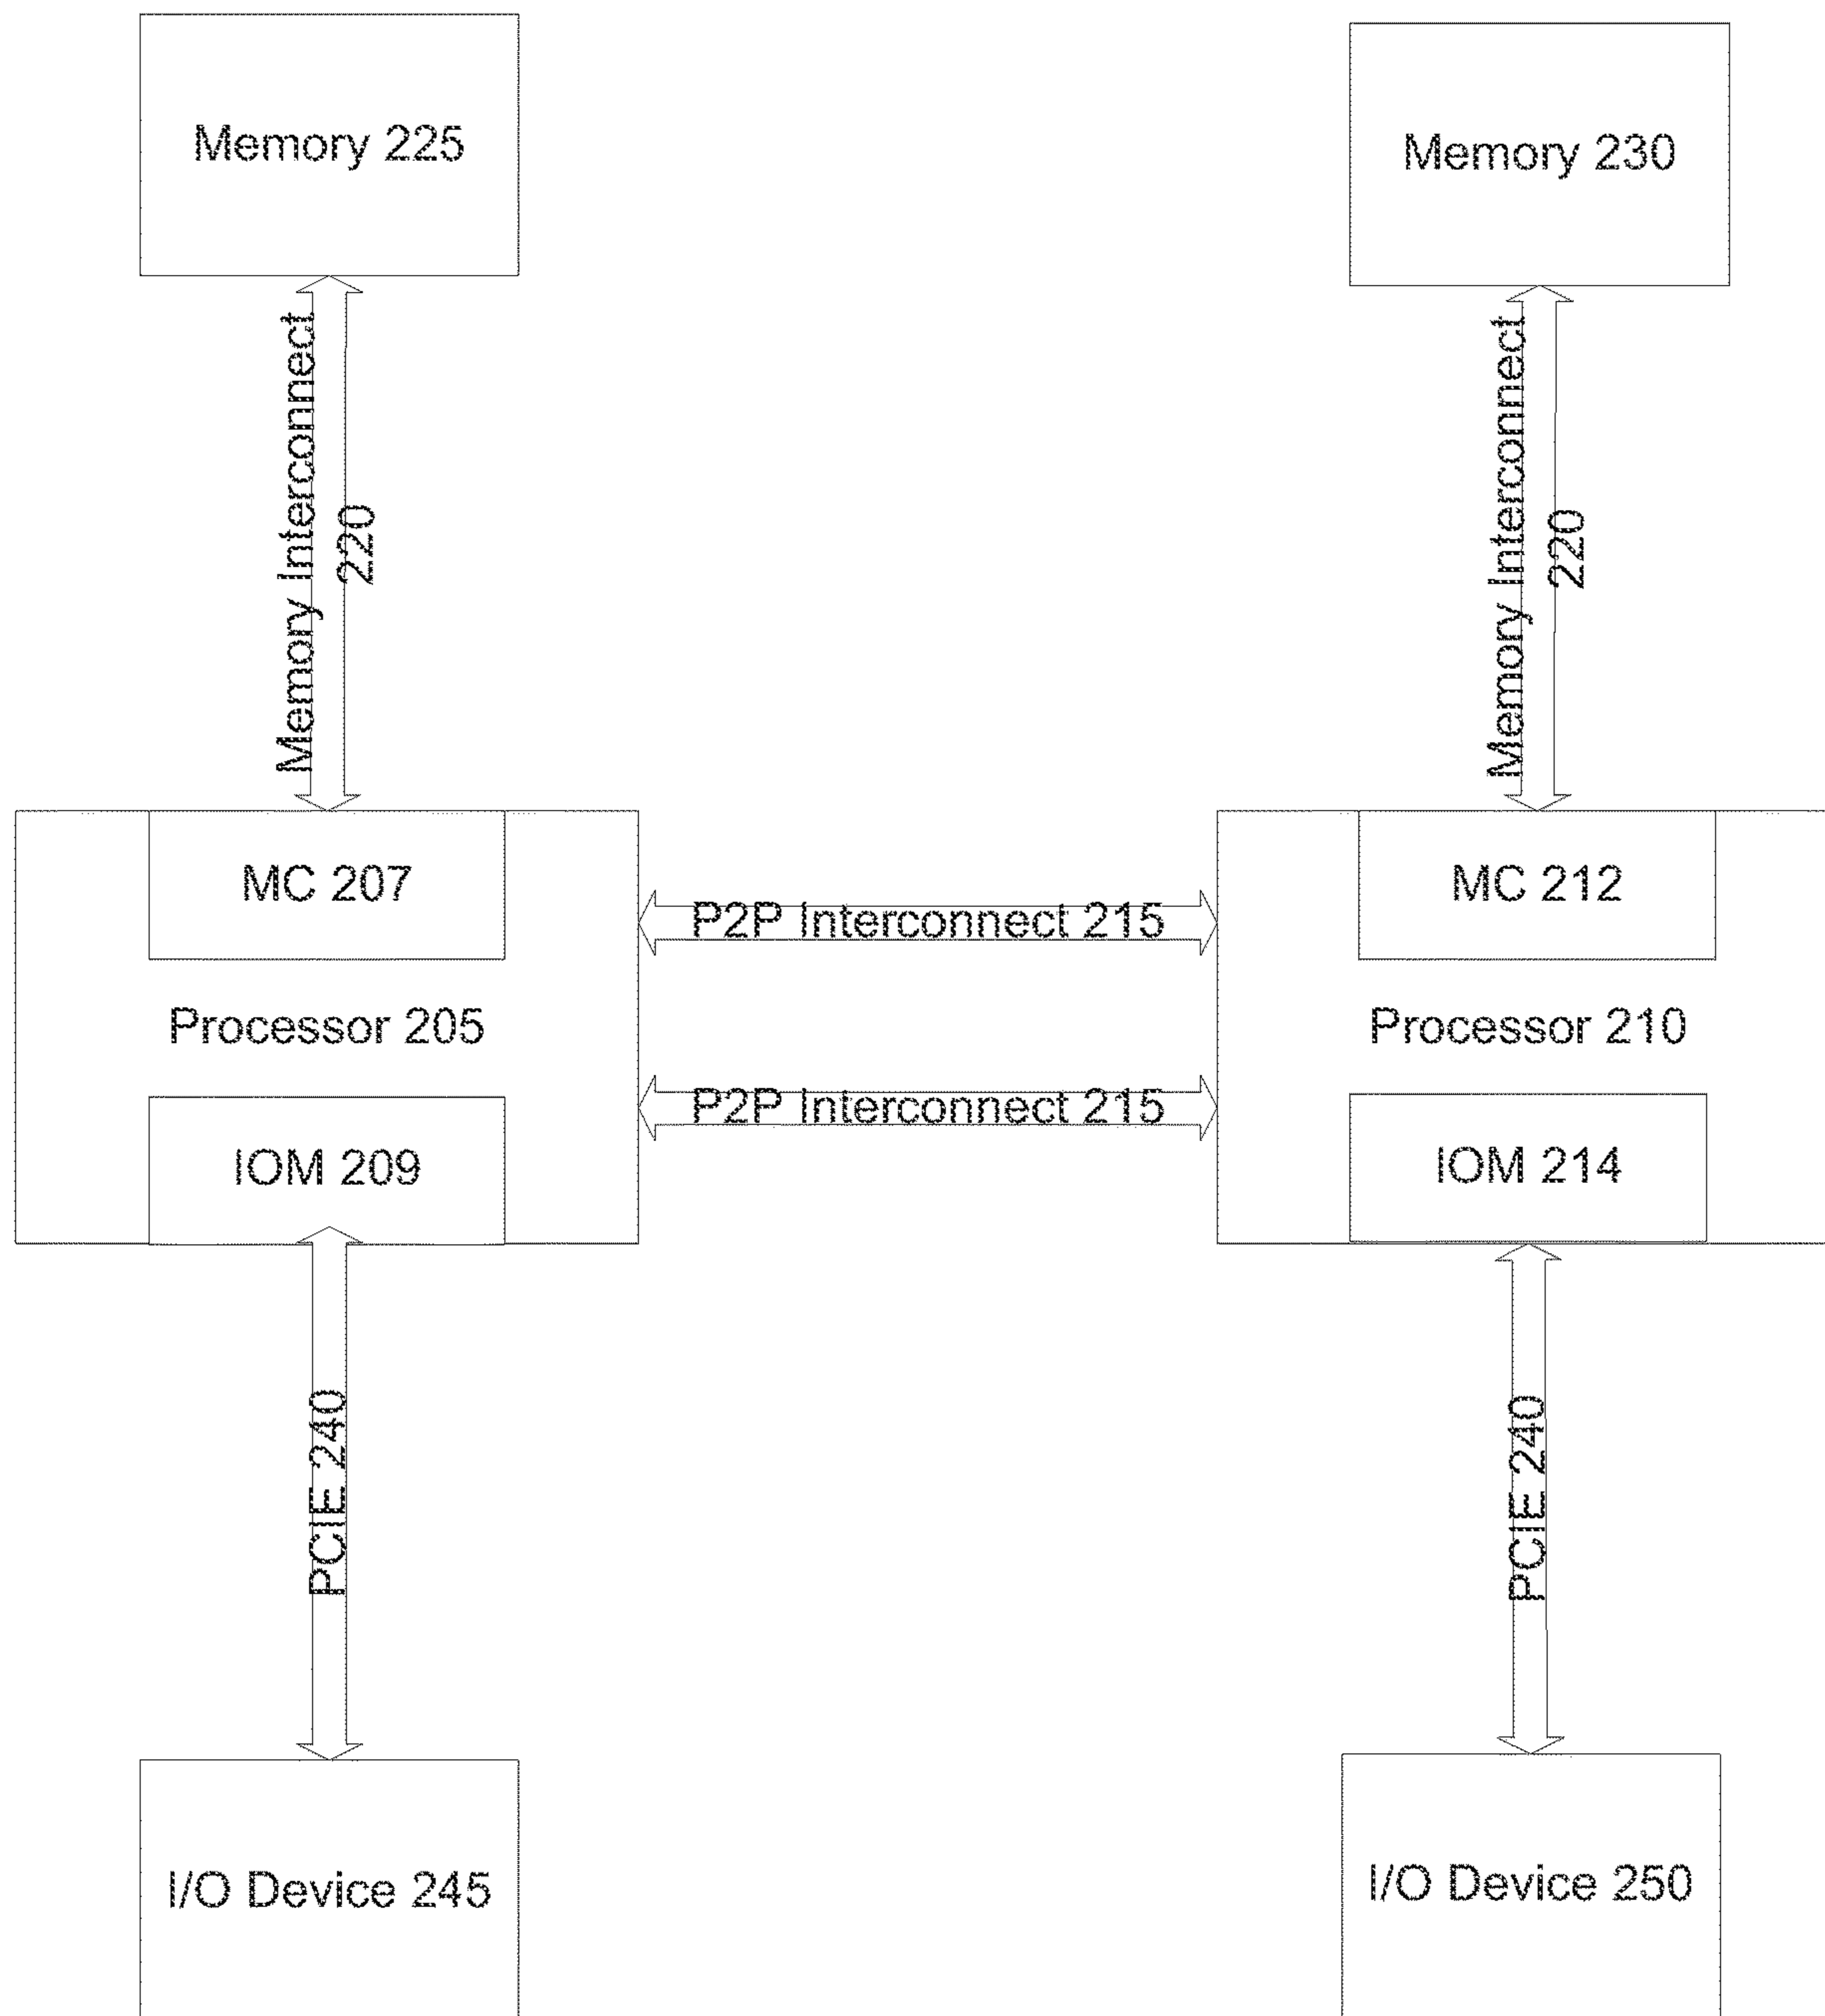 Memory 225
Memory 230
Memory Interconnect
220
Memory Interconnect
220
MC 207
MC 212
P2P Interconnect 215
Processor 205
Processor 210
P2P Interconnect 215
IOM 209
IOM 214
PCIE 240
PCIE 240
I/O Device 245
I/O Device 250